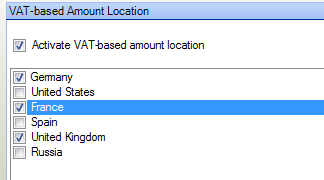 VAT-based Amount Location
Activate VAT-based amount location
Germany
United States
France
Spain
United Kingdom
Russia